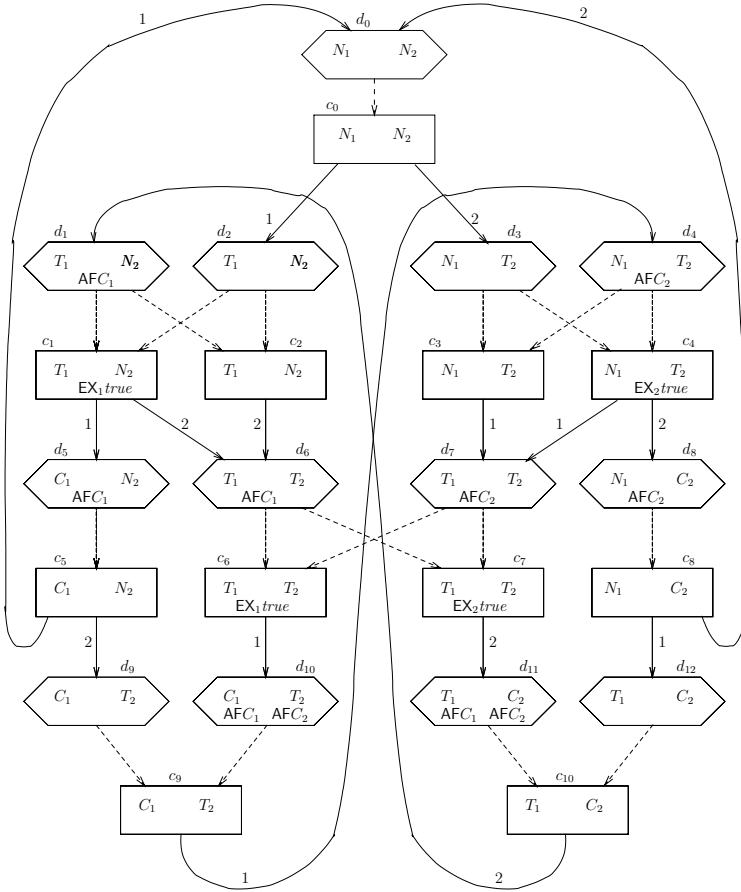 1 d₀ 2
N₁ N₂
c₀
N₁ N₂
d₁ d₂ 1 2 d₃ d₄
T₁ N₂ T₁ N₂ N₁ T₂ N₁ T₂
AFC₁ AFC₂
c₁ c₂ c₃ c₄
T₁ N₂ T₁ N₂ N₁ T₂ N₁ T₂
EX₁true EX₂true
1 2 2 1 1 2
d₅ d₆ d₇ d₈
C₁ N₂ T₁ T₂ T₁ T₂ N₁ C₂
AFC₁ AFC₁ AFC₂ AFC₂
c₅ c₆ c₇ c₈
C₁ N₂ T₁ T₂ T₁ T₂ N₁ C₂
EX₁true EX₂true
2 1 2 1
d₉ d₁₀ d₁₁ d₁₂
C₁ T₂ C₁ T₂ T₁ C₂ T₁ C₂
AFC₁ AFC₂ AFC₁ AFC₂
c₉ c₁₀
C₁ T₂ T₁ C₂
1 2